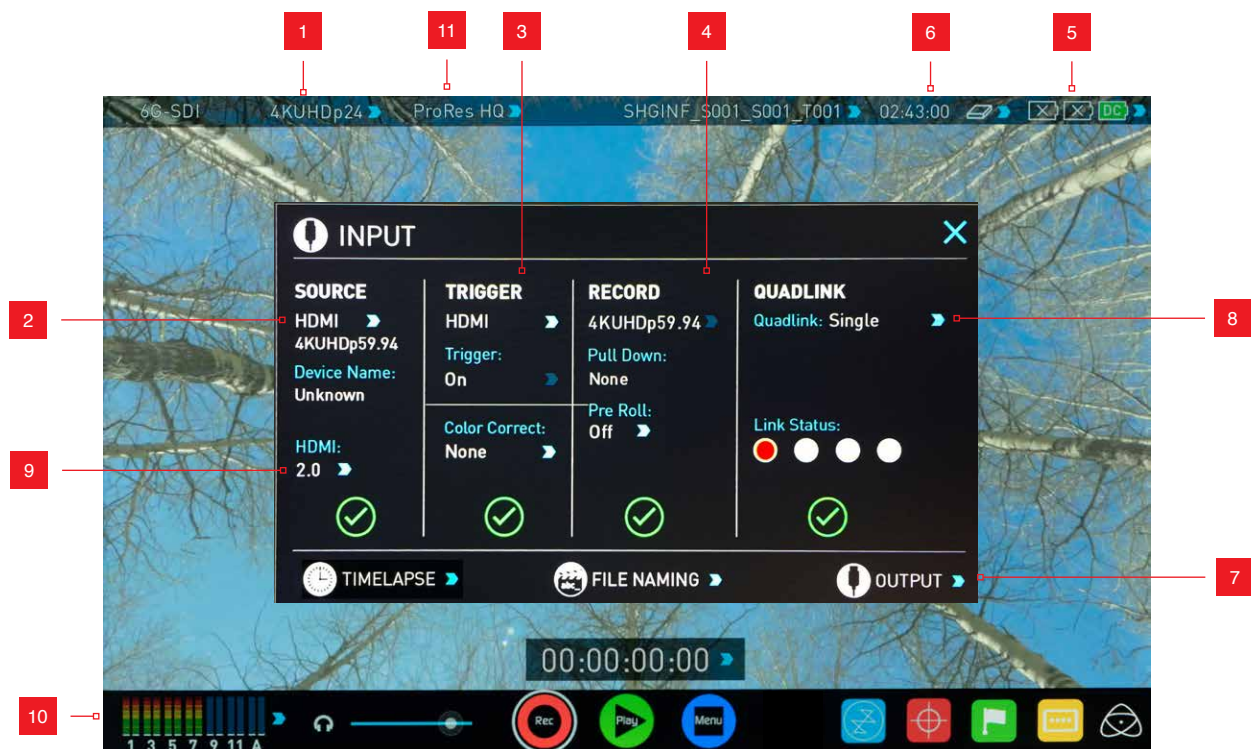 1 11 3 4 6 5
6G-SDI 4KUHDp24 ProRes HQ SHGINF_S001_S001_T001 02:43:00 DC
INPUT
SOURCE TRIGGER RECORD QUADLINK
2 HDMI HDMI 4KUHDp59.94 Quadlink: Single 8
4KUHDp59.94
Trigger: Pull Down:
Device Name: On None
Unknown
Pre Roll:
Color Correct: Off Link Status:
HDMI: None
9 2.0
TIMELAPSE FILE NAMING OUTPUT 7
00:00:00:00
10 Rec Play Menu
1 3 5 7 9 11 A